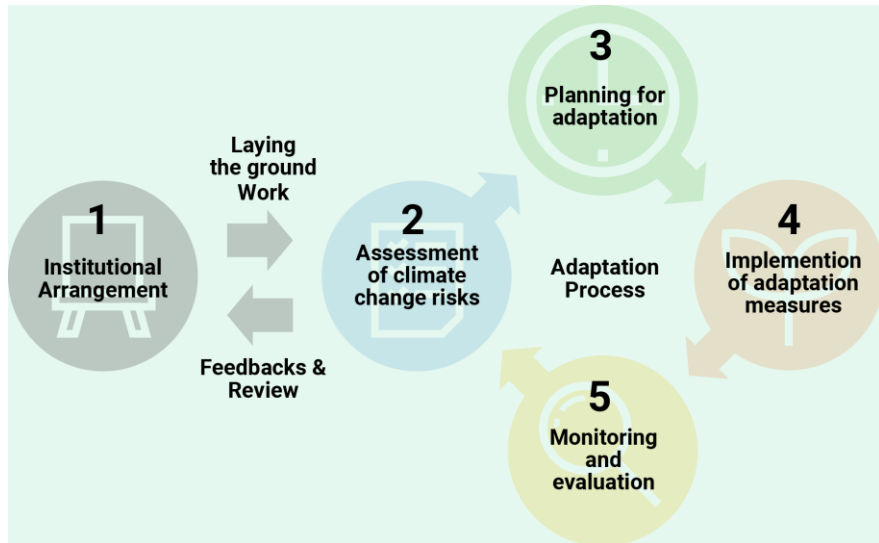 1
Institutional
Arrangement
Laying
the ground
Work
Feedbacks &
Review
2
Assessment
of climate
change risks
3
Planning for
adaptation
Adaptation
Process
4
Implemention
of adaptation
measures
5
Monitoring
and
evaluation